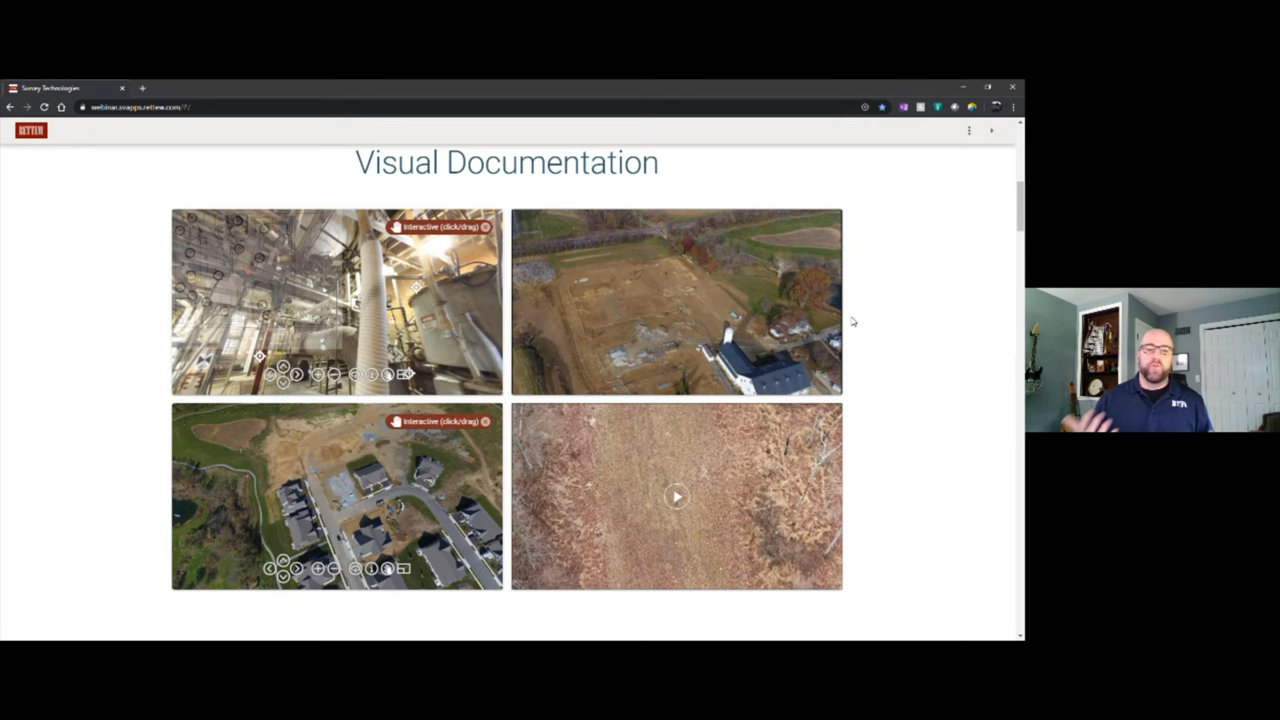 Survey Technologies
webinar.svapps.rettew.com/?/
RETTEW
Visual Documentation
Interactive (click/drag)
Interactive (click/drag)